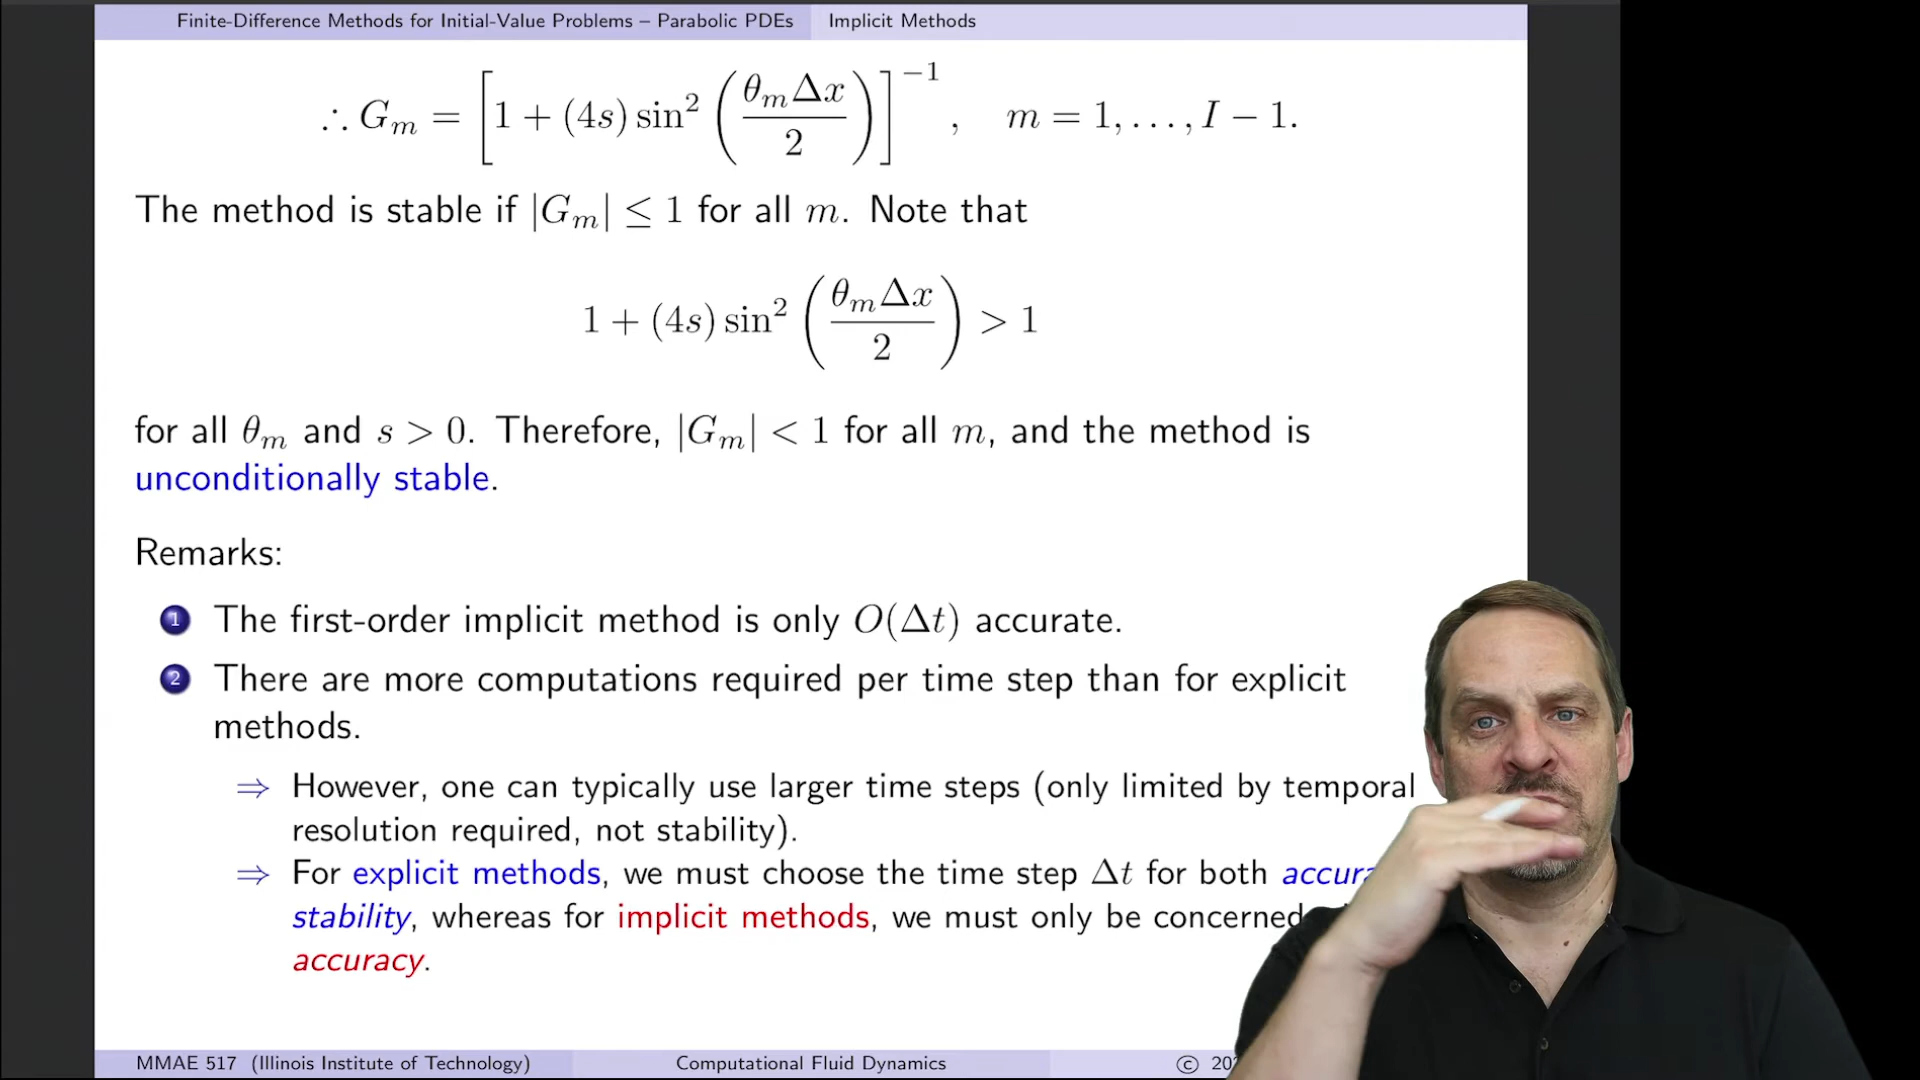 Finite-Difference Methods for Initial-Value Problems – Parabolic PDEs Implicit Methods
∴ G_m = [1 + (4s) sin² (θ_mΔx / 2)]⁻¹, m = 1, . . . , I − 1.
The method is stable if |G_m| ≤ 1 for all m. Note that
1 + (4s) sin² (θ_mΔx / 2) > 1
for all θ_m and s > 0. Therefore, |G_m| < 1 for all m, and the method is
unconditionally stable.
Remarks:
1 The first-order implicit method is only O(Δt) accurate.
2 There are more computations required per time step than for explicit
methods.
⇒ However, one can typically use larger time steps (only limited by temporal
resolution required, not stability).
⇒ For explicit methods, we must choose the time step Δt for both
stability, whereas for implicit methods, we must only be concerned
accuracy.
MMAE 517 (Illinois Institute of Technology) Computational Fluid Dynamics ©